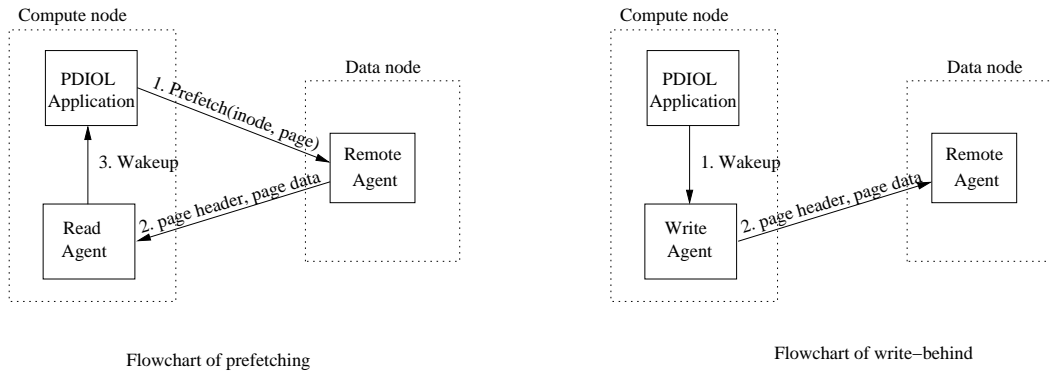 Compute node
PDIOL
Application
1. Prefetch(inode, page)
Data node
3. Wakeup
Remote
Agent
2. page header, page data
Read
Agent
Flowchart of prefetching
Compute node
PDIOL
Application
Data node
1. Wakeup
Remote
Agent
2. page header, page data
Write
Agent
Flowchart of write−behind